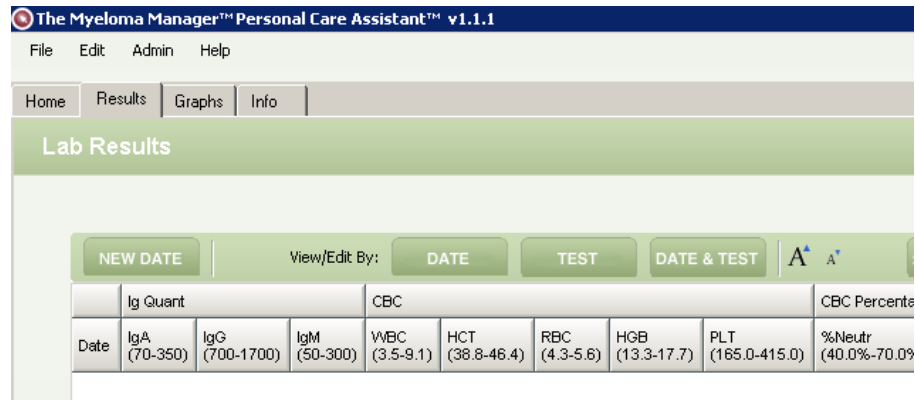 The Myeloma Manager™ Personal Care Assistant™ v1.1.1
File Edit Admin Help
Home Results Graphs Info
Lab Results
NEW DATE View/Edit By: DATE TEST DATE & TEST A A
Ig Quant CBC CBC Percenta
Date IgA IgG IgM WBC HCT RBC HGB PLT %Neutr
(70-350) (700-1700) (50-300) (3.5-9.1) (38.8-46.4) (4.3-5.6) (13.3-17.7) (165.0-415.0) (40.0%-70.0%